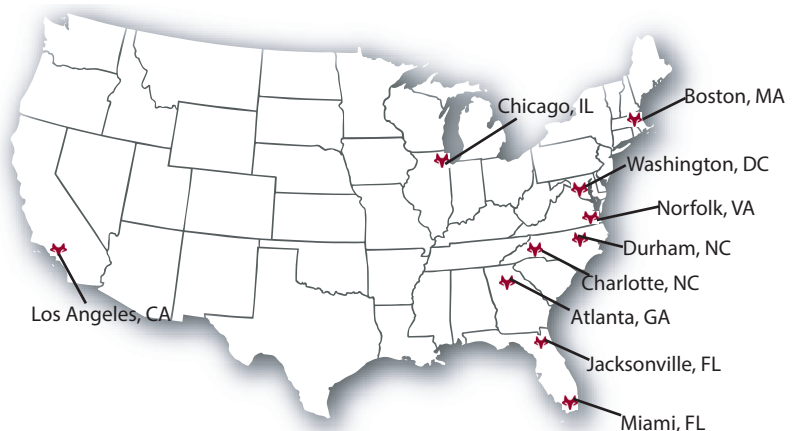 Boston, MA
Chicago, IL
Washington, DC
Norfolk, VA
Durham, NC
Charlotte, NC
Los Angeles, CA
Atlanta, GA
Jacksonville, FL
Miami, FL